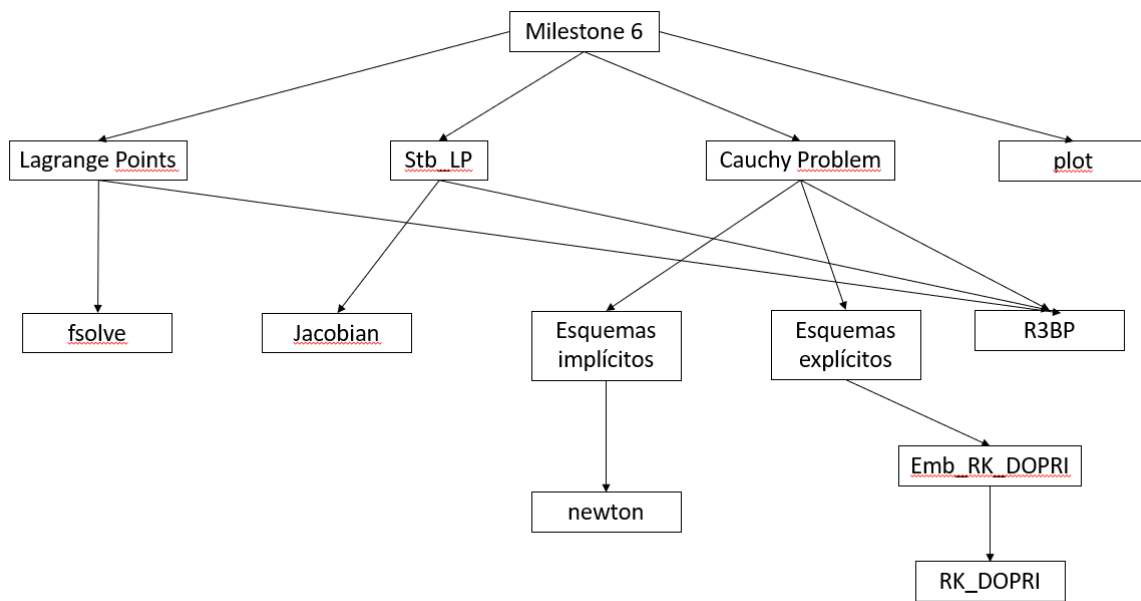 Milestone 6
Lagrange Points
Stb_LP
Cauchy Problem
plot
fsolve
Jacobian
Esquemas
implícitos
Esquemas
explícitos
R3BP
Emb_RK_DOPRI
newton
RK_DOPRI